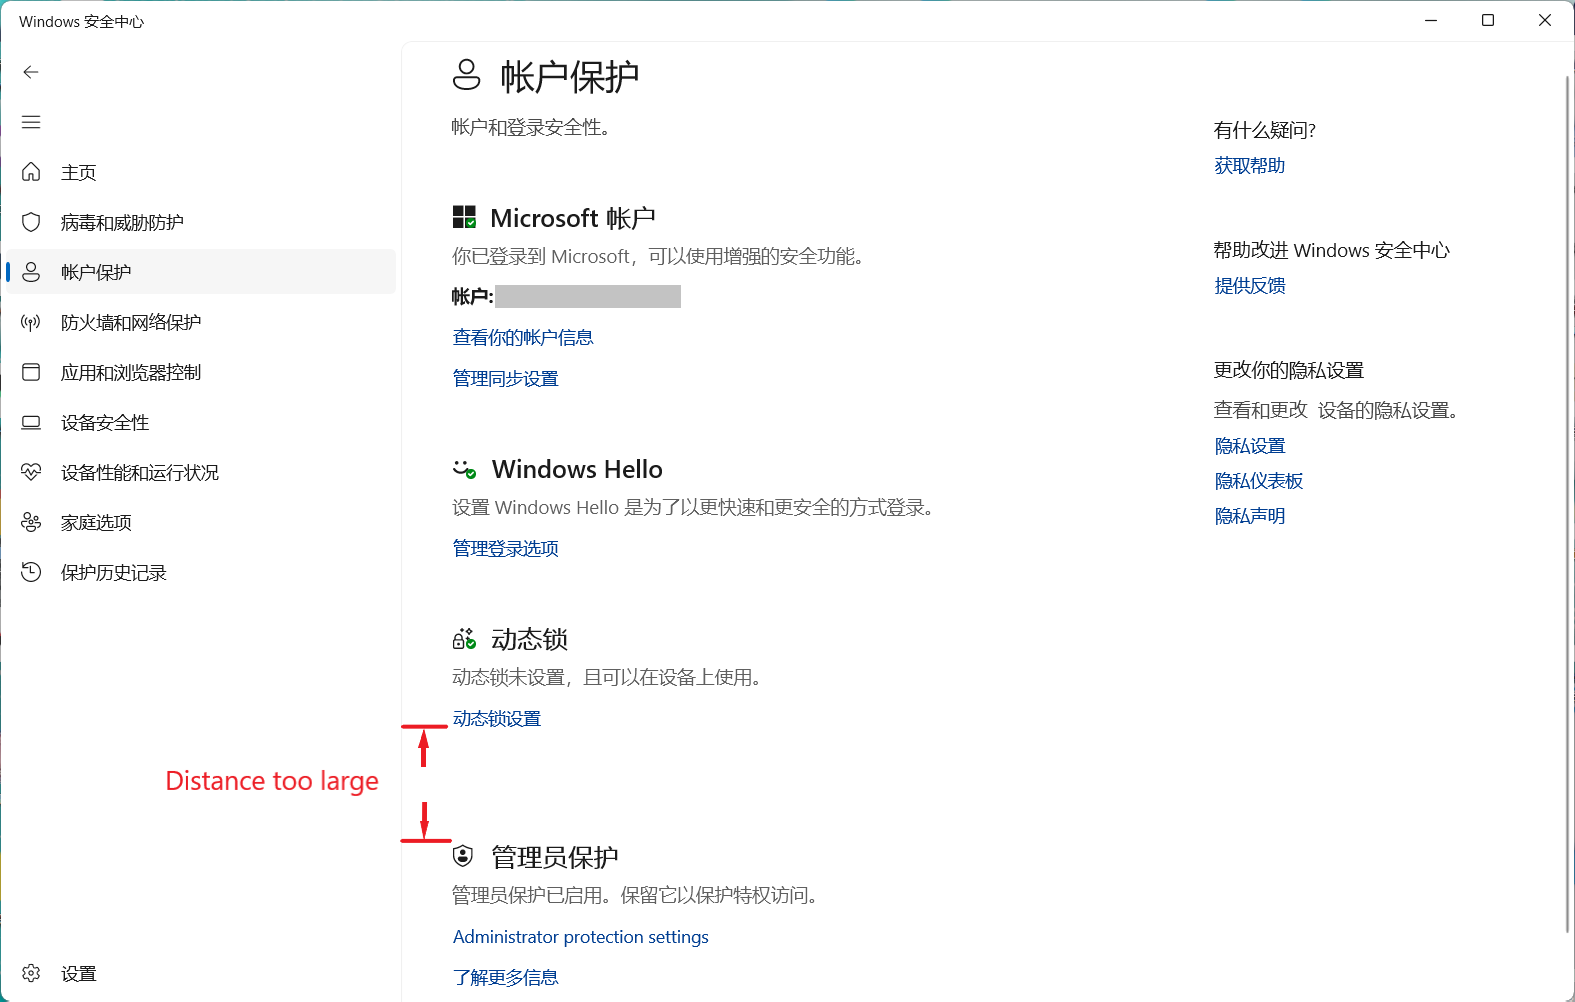 Windows 安全中心
主页
病毒和威胁防护
帐户保护
防火墙和网络保护
应用和浏览器控制
设备安全性
设备性能和运行状况
家庭选项
保护历史记录
设置
帐户保护
帐户和登录安全性。
Microsoft 帐户
你已登录到 Microsoft，可以使用增强的安全功能。
帐户:
查看你的帐户信息
管理同步设置
Windows Hello
设置 Windows Hello 是为了以更快速和更安全的方式登录。
管理登录选项
动态锁
动态锁未设置，且可以在设备上使用。
动态锁设置
Distance too large
管理员保护
管理员保护已启用。保留它以保护特权访问。
Administrator protection settings
了解更多信息
有什么疑问?
获取帮助
帮助改进 Windows 安全中心
提供反馈
更改你的隐私设置
查看和更改 设备的隐私设置。
隐私设置
隐私仪表板
隐私声明